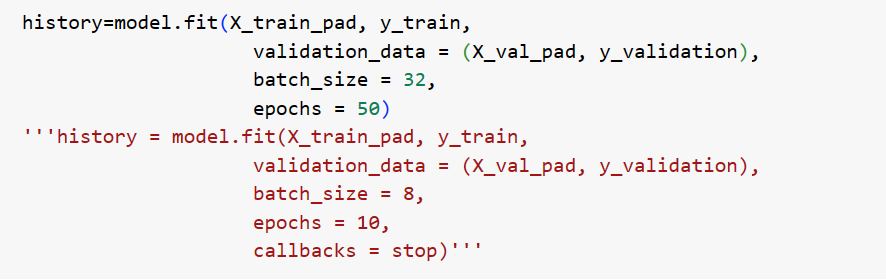 history=model.fit(X_train_pad, y_train,
validation_data = (X_val_pad, y_validation),
batch_size = 32,
epochs = 50)
'''history = model.fit(X_train_pad, y_train,
validation_data = (X_val_pad, y_validation),
batch_size = 8,
epochs = 10,
callbacks = stop)'''